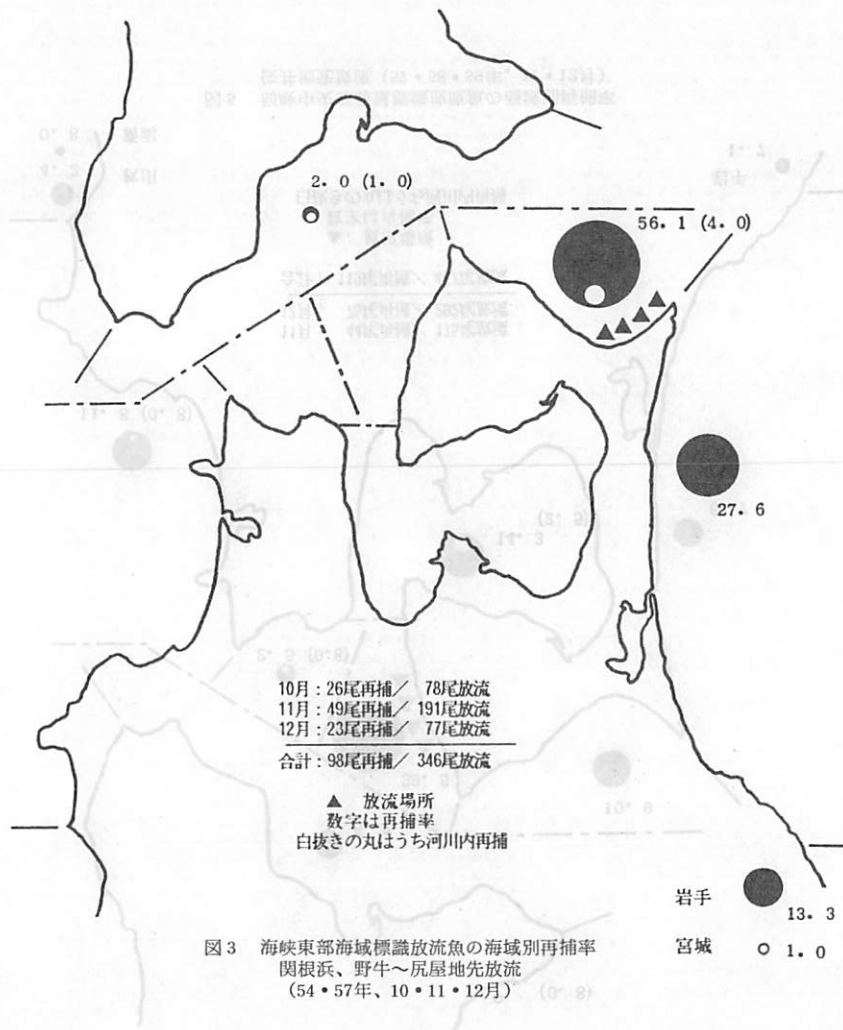 2. 0 (1. 0)
56. 1 (4. 0)
27. 6
10月：26尾再捕／ 78尾放流
11月：49尾再捕／ 191尾放流
12月：23尾再捕／ 77尾放流
合計：98尾再捕／ 346尾放流
▲ 放流場所
数字は再捕率
白抜きの丸はうち河川内再捕
岩手
13. 3
宮城
1. 0
図3 海峡東部海域標識放流魚の海域別再捕率
関根浜、野牛～尻屋地先放流
(54・57年、10・11・12月)